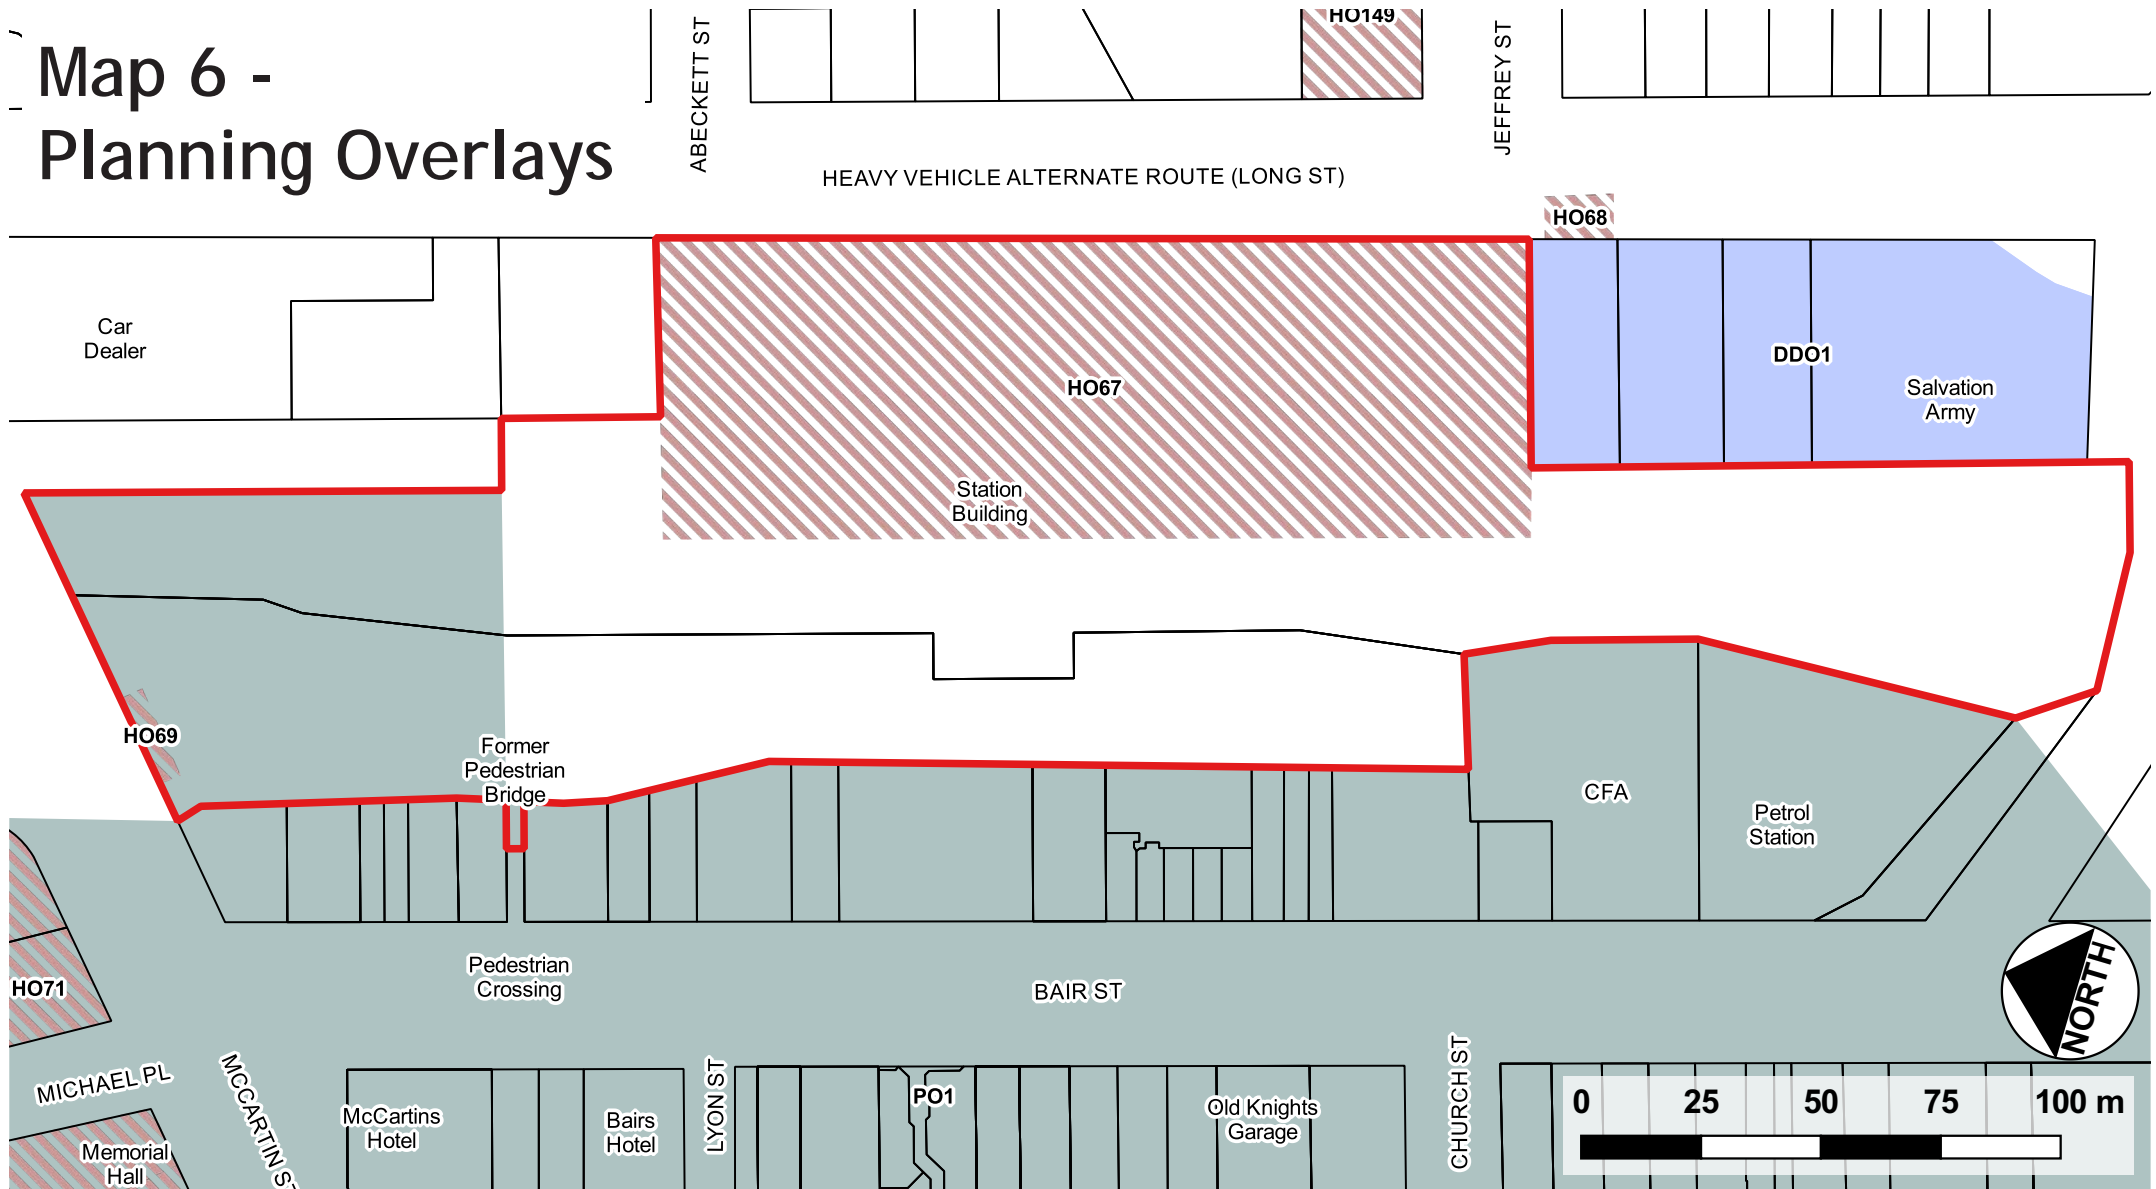 Map 6 -
Planning Overlays
ABECKETT ST
HO149
JEFFREY ST
HEAVY VEHICLE ALTERNATE ROUTE (LONG ST)
HO68
Car
Dealer
HO67
DDO1
Salvation
Army
Station
Building
HO69
Former
Pedestrian
Bridge
CFA
Petrol
Station
Pedestrian
Crossing
BAIR ST
HO71
NORTH
MICHAEL PL
MCCARTIN S
McCartins
Hotel
Bairs
Hotel
LYON ST
PO1
Old Knights
Garage
CHURCH ST
0 25 50 75 100 m
Memorial
Hall